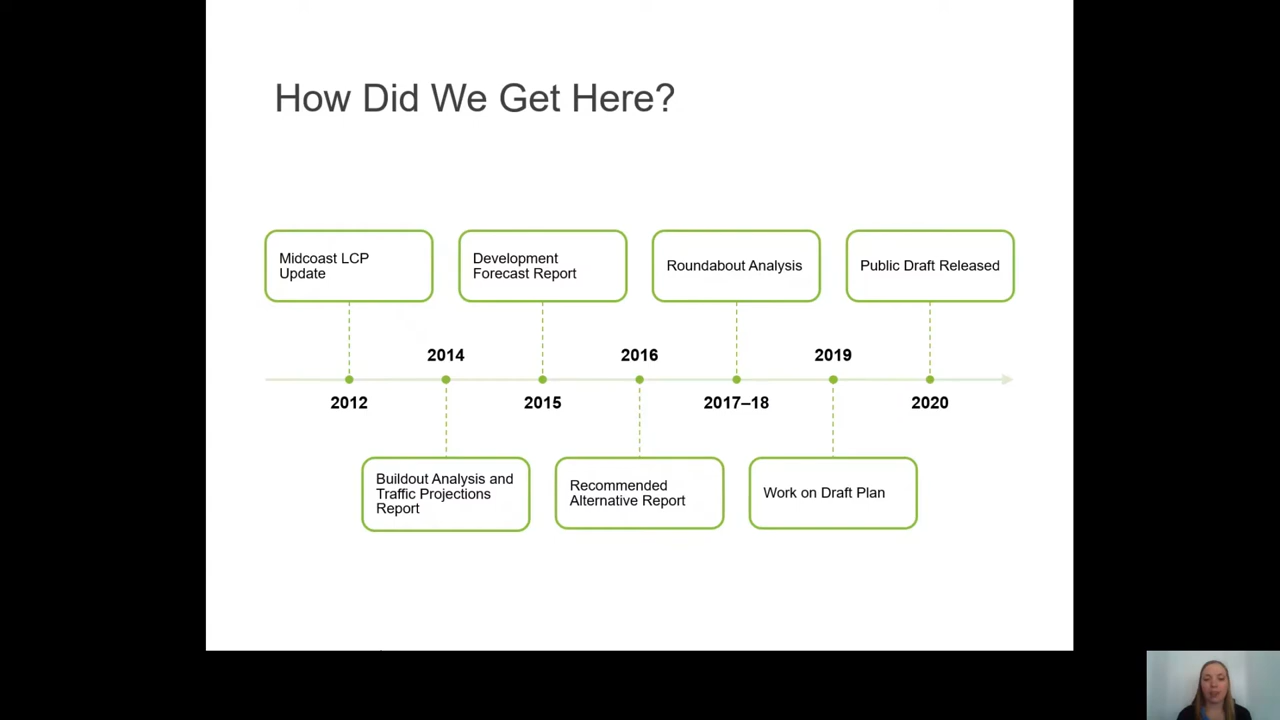 How Did We Get Here?
Midcoast LCP
Update
Development
Forecast Report
Roundabout Analysis
Public Draft Released
2014
2016
2019
2012
2015
2017–18
2020
Buildout Analysis and
Traffic Projections
Report
Recommended
Alternative Report
Work on Draft Plan